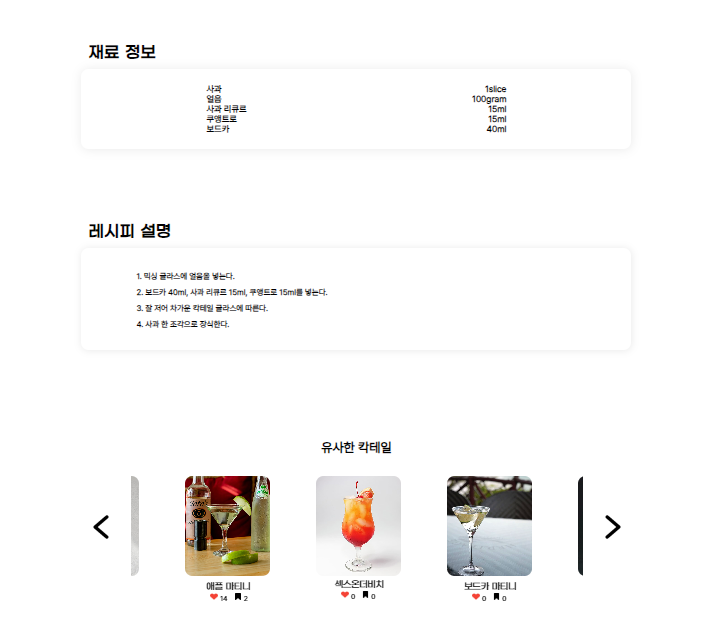 재료 정보
사과 1slice
얼음 100gram
사과 리큐르 15ml
쿠앵트로 15ml
보드카 40ml
레시피 설명
1. 믹싱 글라스에 얼음을 넣는다.
2. 보드카 40ml, 사과 리큐르 15ml, 쿠앵트로 15ml를 넣는다.
3. 잘 저어 차가운 칵테일 글라스에 따른다.
4. 사과 한 조각으로 장식한다.
유사한 칵테일
애플 마티니 섹스온더비치 보드카 마티니
14 2 0 0 0 0